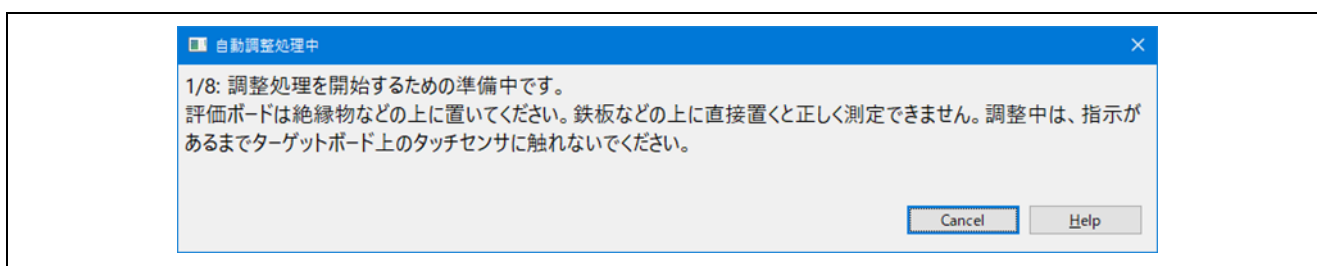 自動調整処理中
1/8: 調整処理を開始するための準備中です。
評価ボードは絶縁物などの上に置いてください。鉄板などの上に直接置くと正しく測定できません。調整中は、指示が
あるまでターゲットボード上のタッチセンサに触れないでください。
Cancel
Help